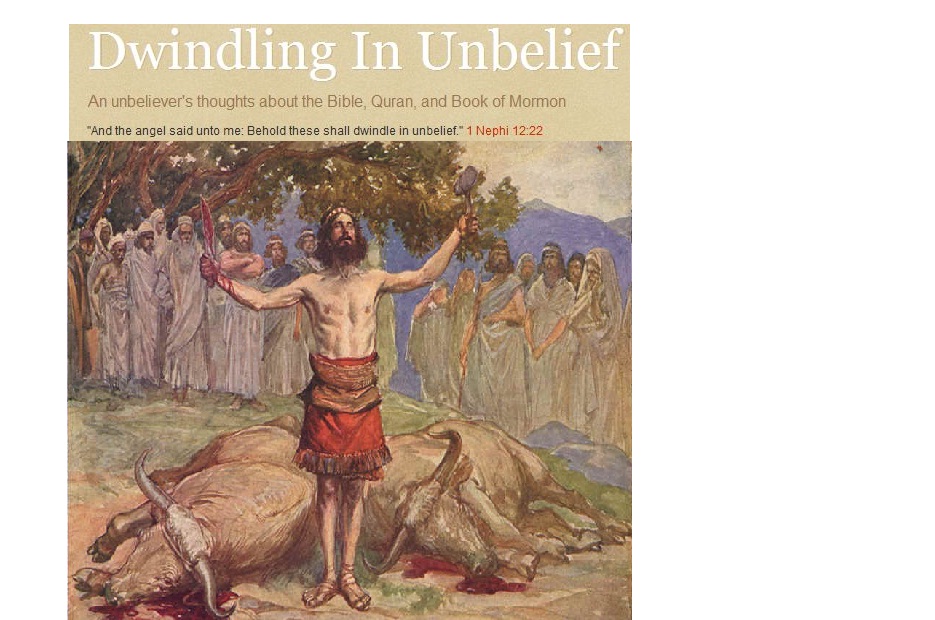 Dwindling In Unbelief
An unbeliever's thoughts about the Bible, Quran, and Book of Mormon
"And the angel said unto me: Behold these shall dwindle in unbelief." 1 Nephi 12:22